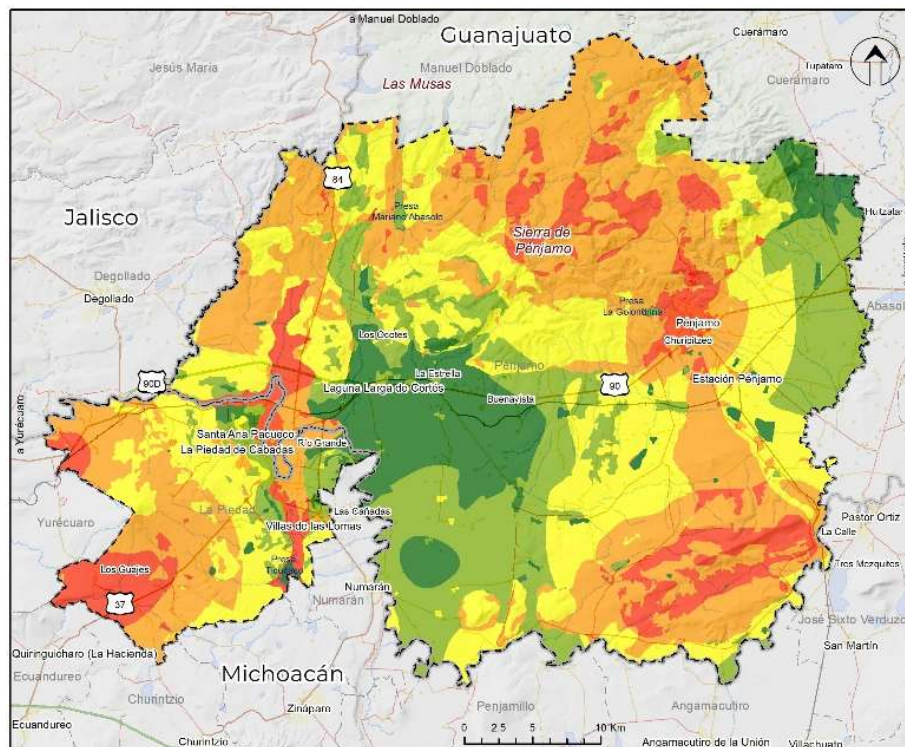 a Manuel Doblado
Guanajuato
Cuerámaro
Jesús María
Manuel Doblado
Tupátaro
Las Musas
Cuerámaro
84
Jalisco
Presa
Mariano Abasolo
Huitzatar
Sierra de
Pénjamo
Degollado
Degollado
Presa
La Golondrina
Abasol
Pénjamo
Churipitzeo
Los Ocotes
Pénjamo
La Estrella
90D
Laguna Larga de Cortés
90
Estación Pénjamo
Buenavista
a Yurécuaro
Santa Ana Pacueco
Río Grande
La Piedad de Cabadas
Yurécuaro
La Piedad
Las Cañadas
Pastor Ortiz
Villas de las Lomas
La Calle
Presa
Los Guajes
Numarán
Tres Mezquites
37
Numarán
José Sixto Verduzco
Quiringuicharo (La Hacienda)
Michoacán
San Martín
Ecuandureo
Churintzio
Zináparo
Penjamillo
Angamacutiro
Ecuandureo
0 2.5 5 10 Km
Churintzio
Angamacutiro de la Unión
Villachuato